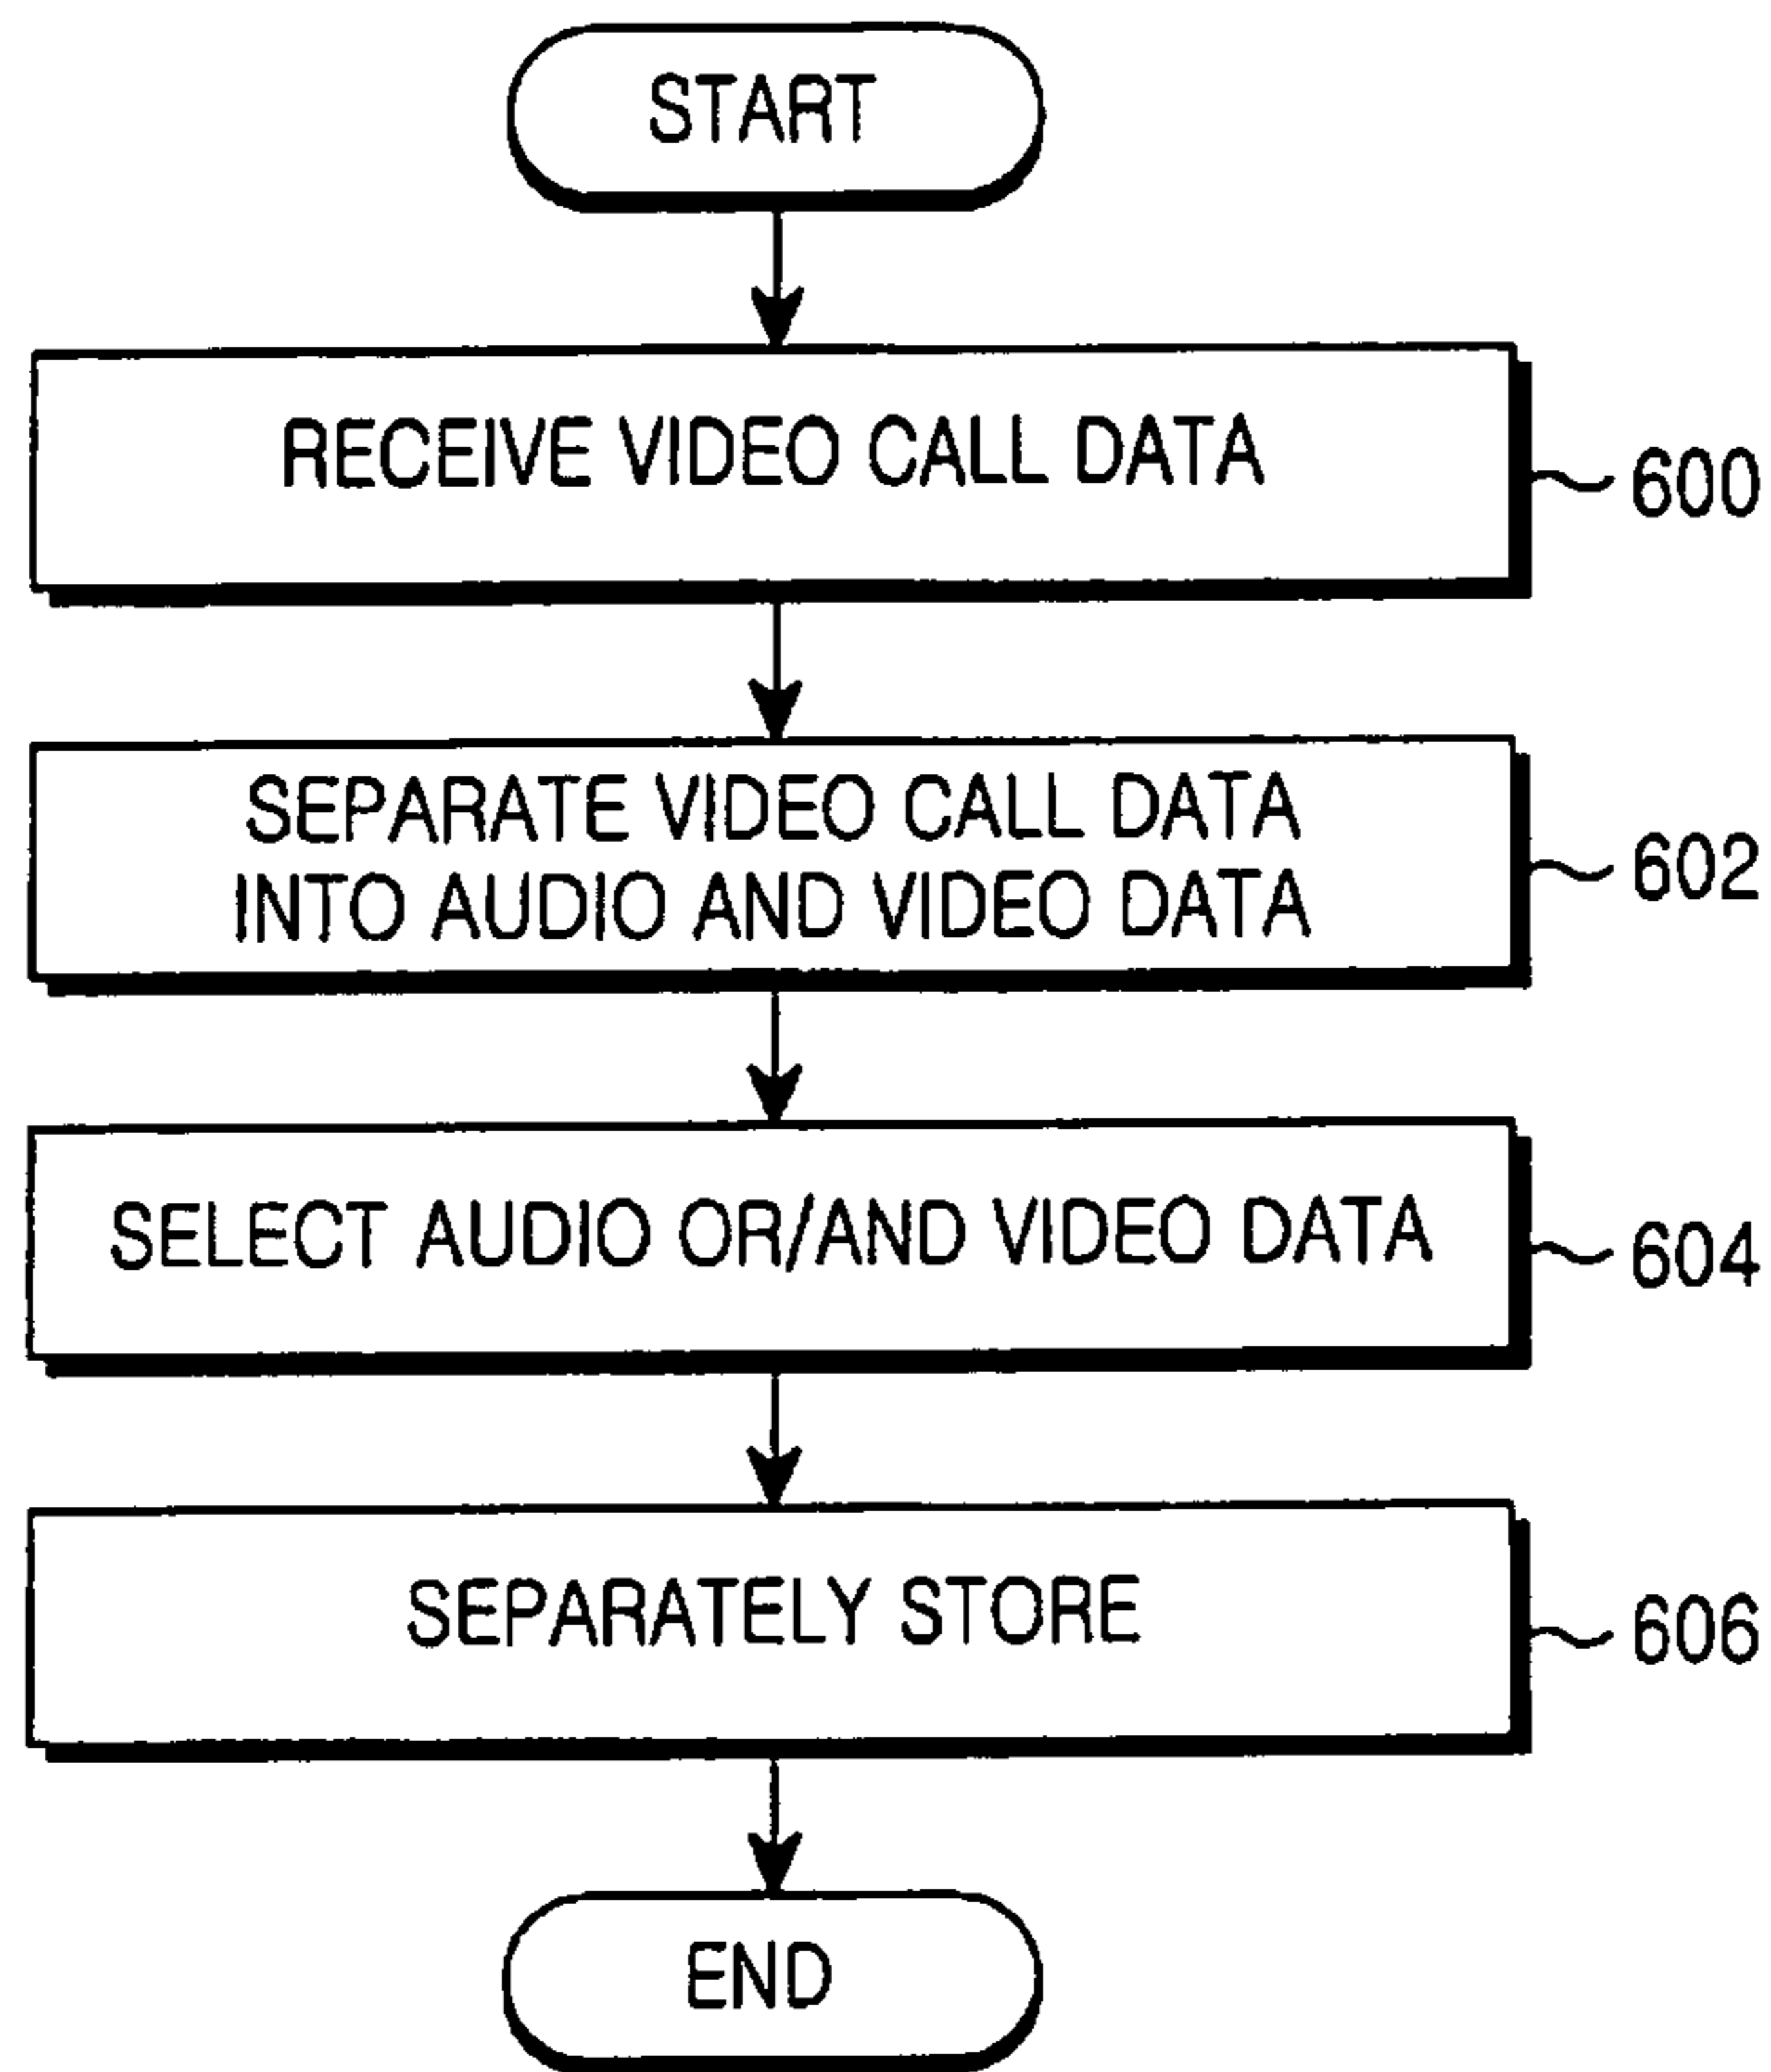 START
RECEIVE VIDEO CALL DATA
600
SEPARATE VIDEO CALL DATA
INTO AUDIO AND VIDEO DATA
602
SELECT AUDIO OR/AND VIDEO DATA
604
SEPARATELY STORE
606
END